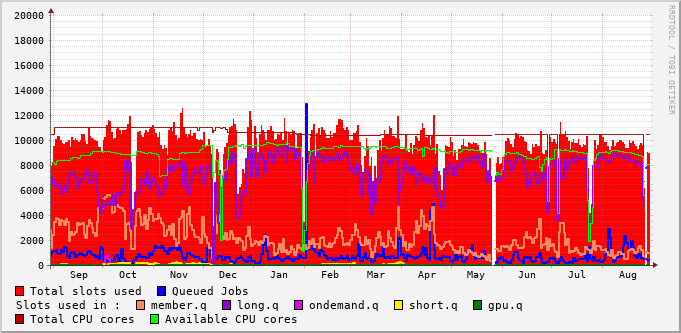 20000
18000
16000
14000
12000
10000
8000
6000
4000
2000
0
Sep Oct Nov Dec Jan Feb Mar Apr May Jun Jul Aug
Total slots used Queued Jobs
Slots used in : member.q long.q ondemand.q short.q gpu.q
Total CPU cores Available CPU cores
RRDTOOL / TOBI OETIKER